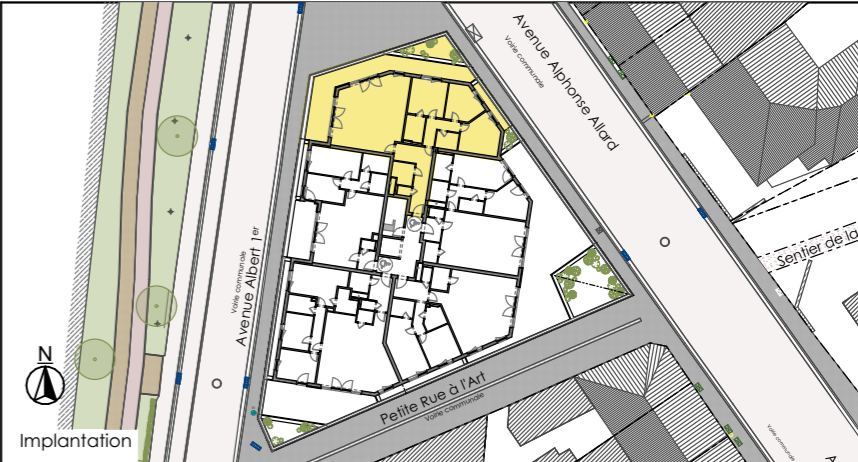 Avenue Alphonse Allard
Voirie communale
Sentier de la
Avenue Albert 1er
Voirie communale
Petite Rue à l'Art
Voirie communale
Voirie communale
A
N
Implantation